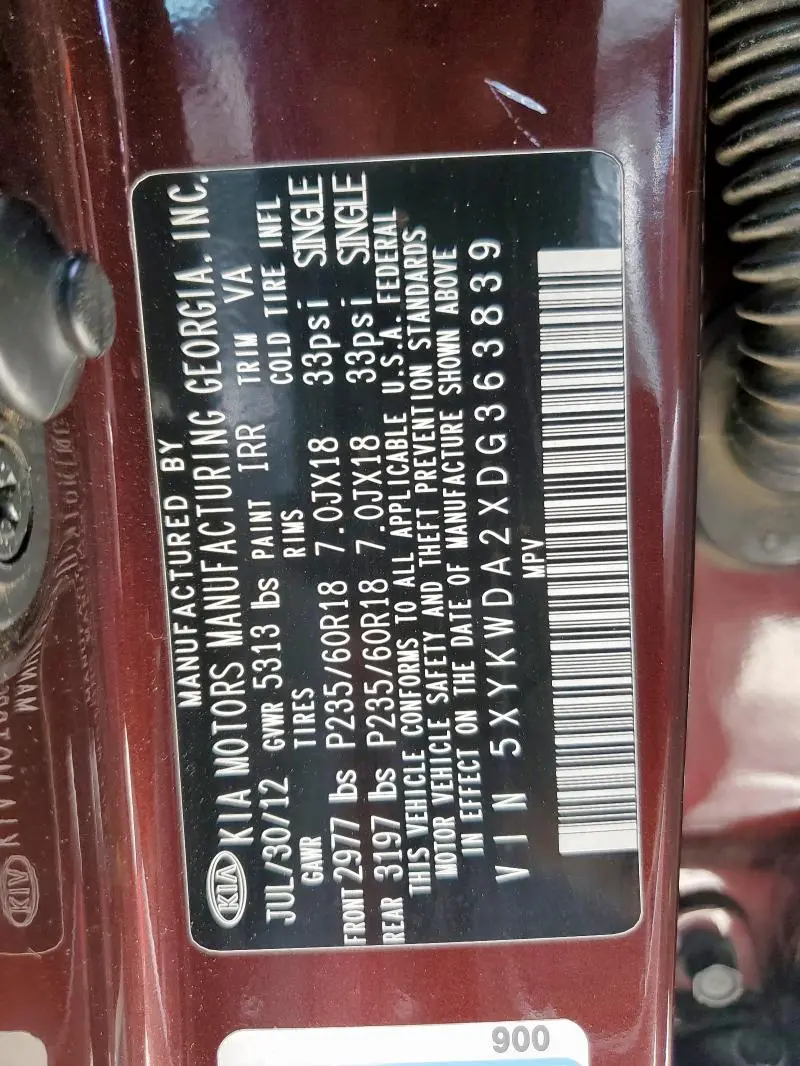 MANUFACTURED BY
KIA KIA MOTORS MANUFACTURING GEORGIA, INC.
JUL/30/12 GVWR 5313 lbs PAINT IRR TRIM VA
GAWR TIRES RIMS COLD TIRE INFL
FRONT 2977 lbs P235/60R18 7.0JX18 33psi SINGLE
REAR 3197 lbs P235/60R18 7.0JX18 33psi SINGLE
THIS VEHICLE CONFORMS TO ALL APPLICABLE U.S.A. FEDERAL
MOTOR VEHICLE SAFETY AND THEFT PREVENTION STANDARDS
IN EFFECT ON THE DATE OF MANUFACTURE SHOWN ABOVE
VIN 5XYKWDA2XDG363839
MPV
900